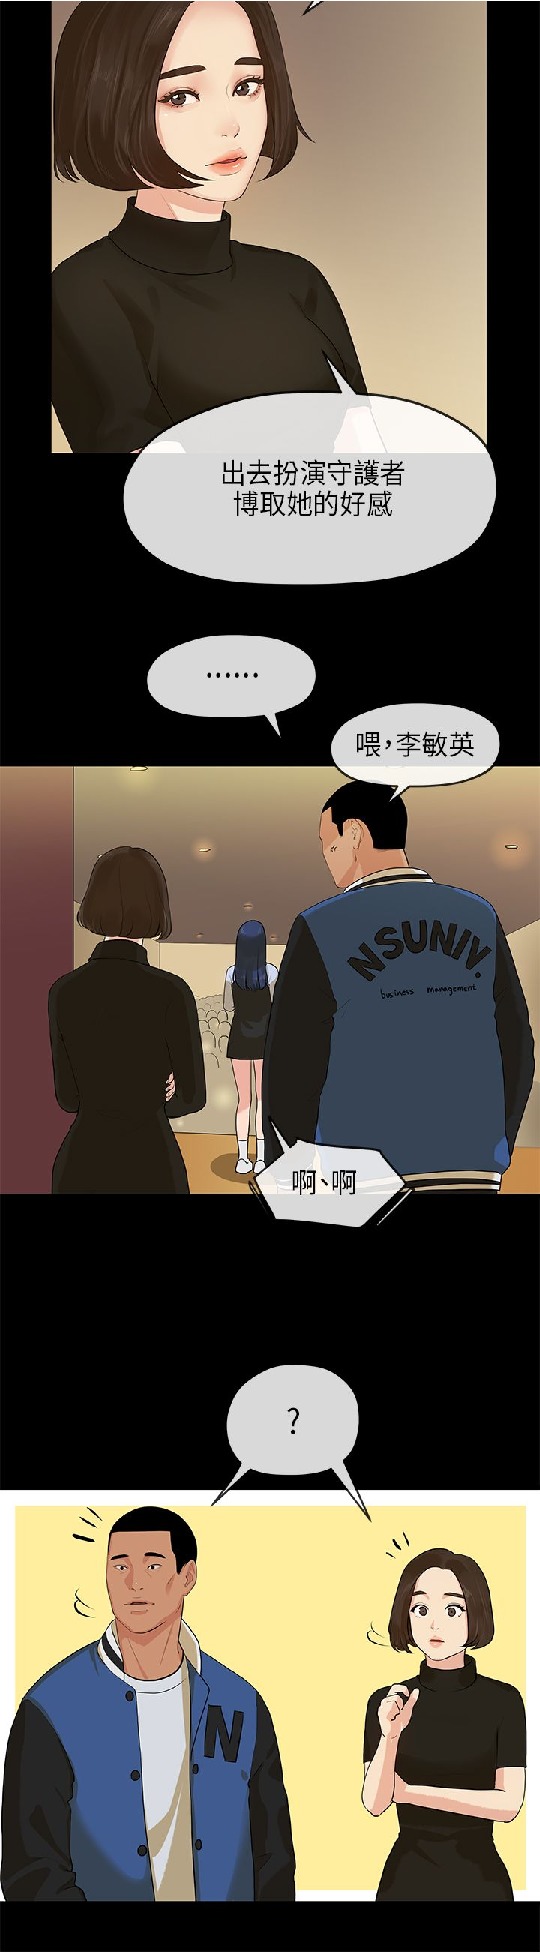 出去扮演守護者
博取她的好感
……
喂,李敏英
NSUNIV.
business management
啊、啊
?
N